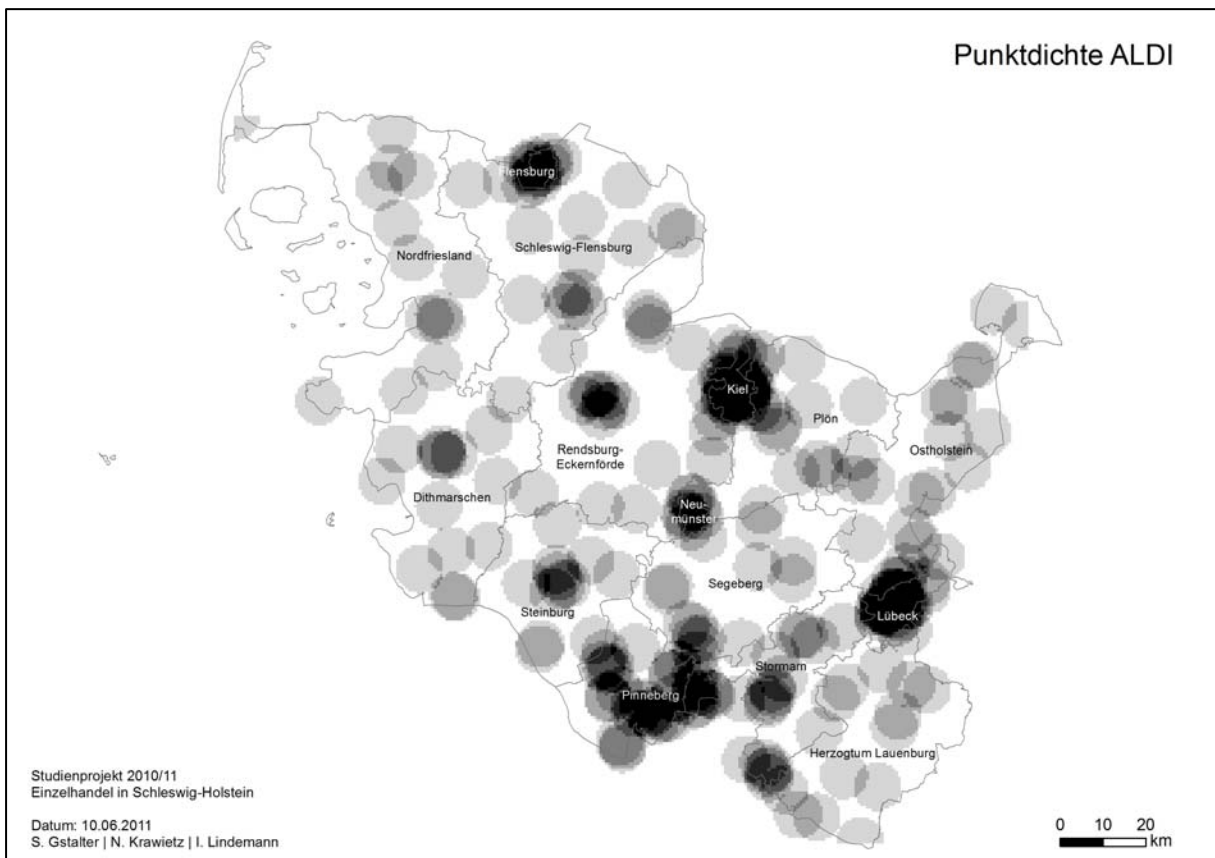 Punktdichte ALDI
Flensburg
Schleswig-Flensburg
Nordfriesland
Kiel
Plön
Ostholstein
Rendsburg-
Eckernförde
Dithmarschen
Neu-
münster
Segeberg
Steinburg
Lübeck
Stormarn
Pinneberg
Herzogtum Lauenburg
Studienprojekt 2010/11
Einzelhandel in Schleswig-Holstein
Datum: 10.06.2011
S. Gstalter | N. Krawietz | I. Lindemann
0 10 20
km